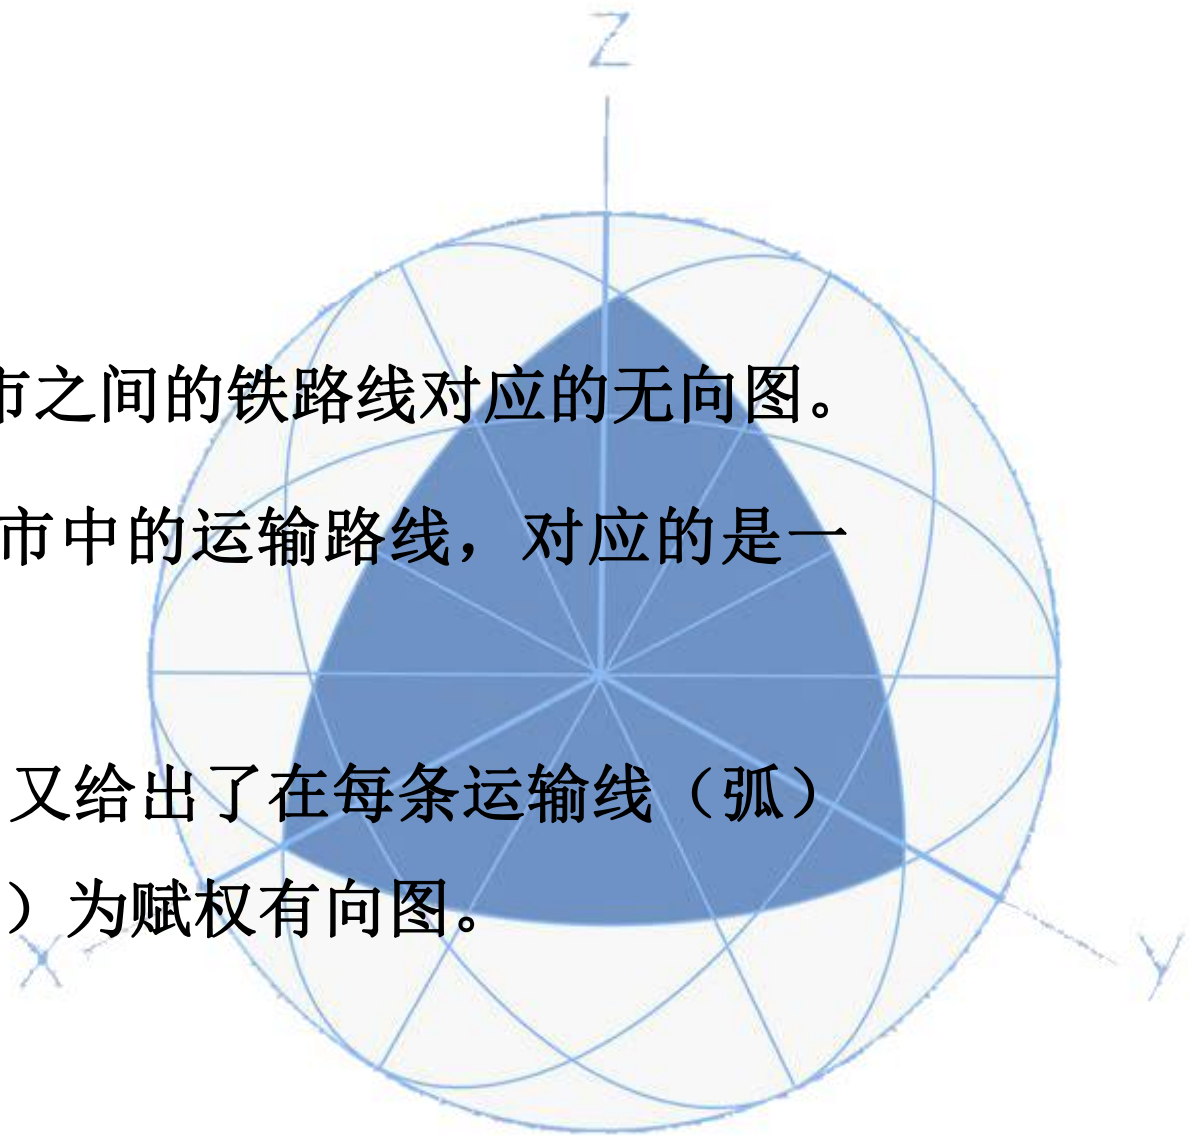 Z
市之间的铁路线对应的无向图。
市中的运输路线，对应的是一
又给出了在每条运输线（弧）
）为赋权有向图。
X
Y